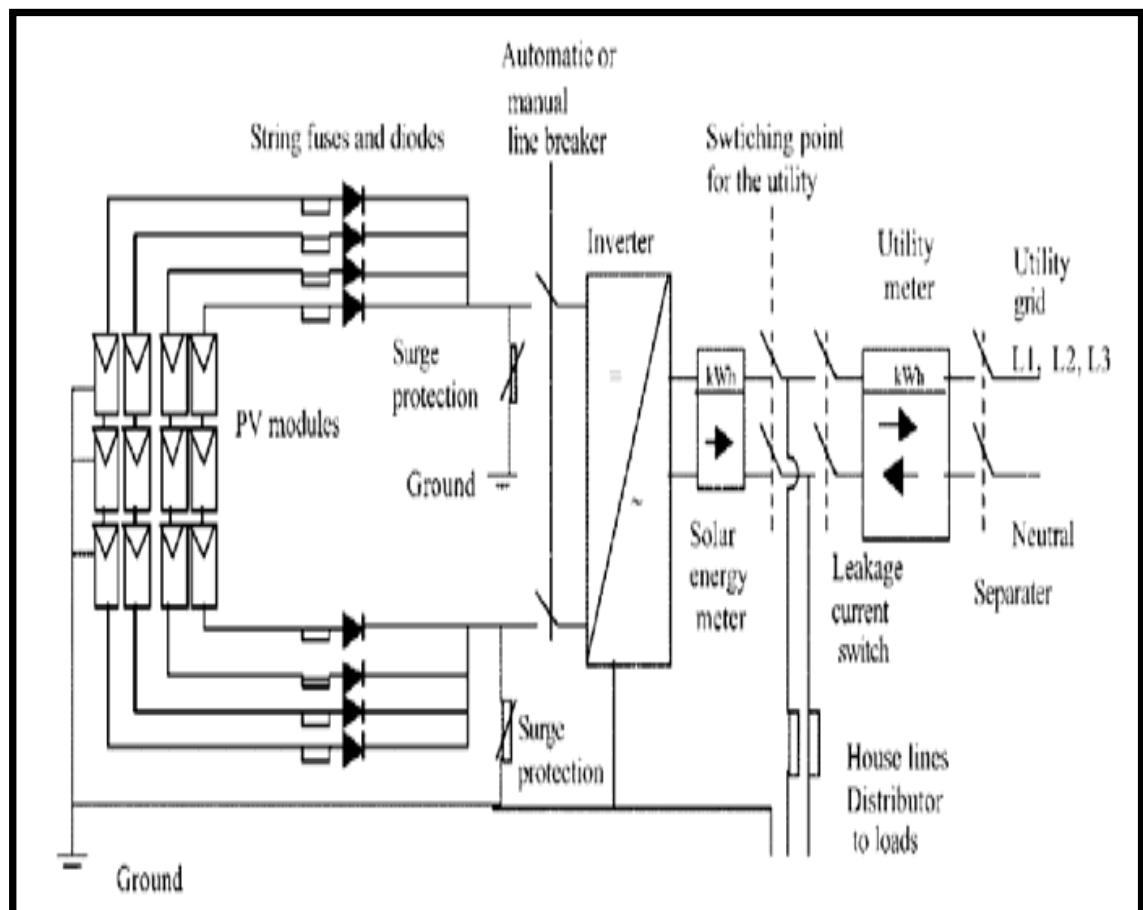 Automatic or
manual
line breaker
String fuses and diodes
Swtiching point
for the utility
Inverter
Utility
meter
Utility
grid
L1, L2, L3
Surge
protection
PV modules
Ground
=
~
kWh
kWh
Solar
energy
meter
Leakage
current
switch
Neutral
Separater
Surge
protection
House lines
Distributor
to loads
Ground